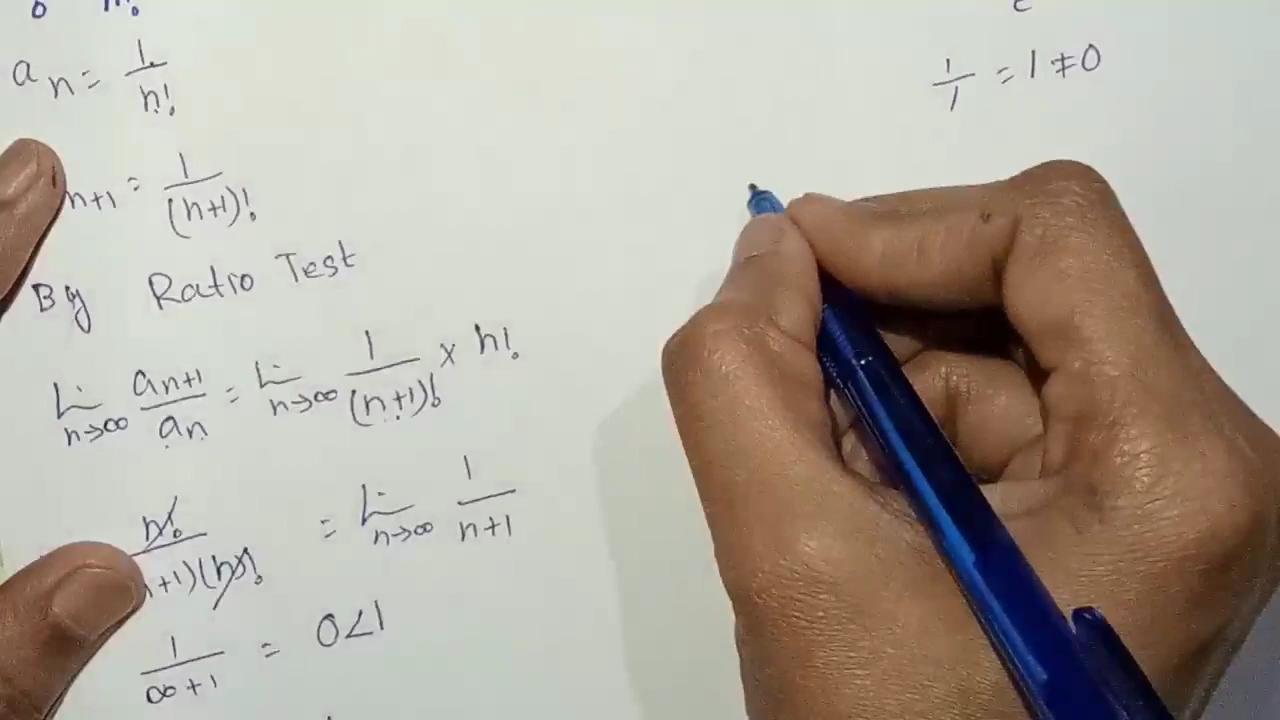 n!
aₙ = 1/n!
n+1 = 1/(n+1)!
By Ratio Test
Lim n→∞ aₙ₊₁/aₙ = Lim n→∞ 1/(n+1)! × n!
n!/n+1)(n)! = Lim n→∞ 1/n+1
1/∞+1 = 0<1
1/1 = 1 ≠ 0